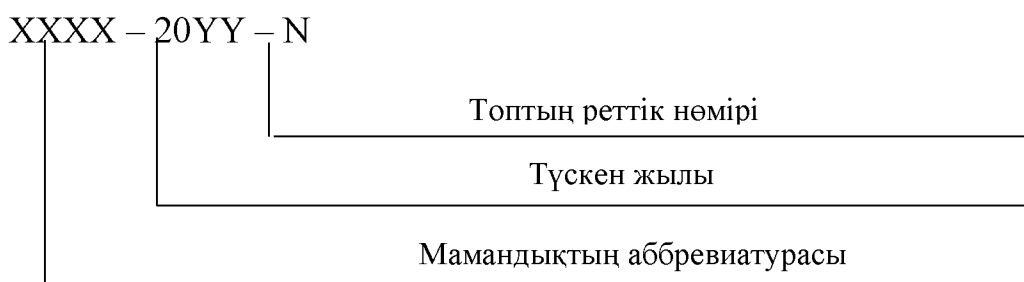 XXXX – 20YY – N
Топтың реттік нөмірі
Түскен жылы
Мамандықтың аббревиатурасы